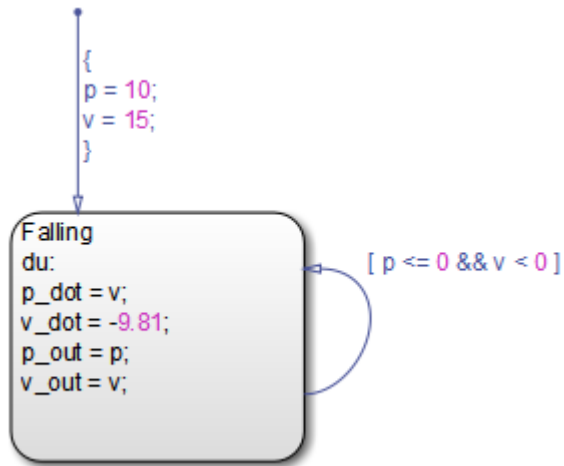 {
p = 10;
v = 15;
}
Falling
du:
p_dot = v;
v_dot = -9.81;
p_out = p;
v_out = v;
[ p <= 0 && v < 0 ]